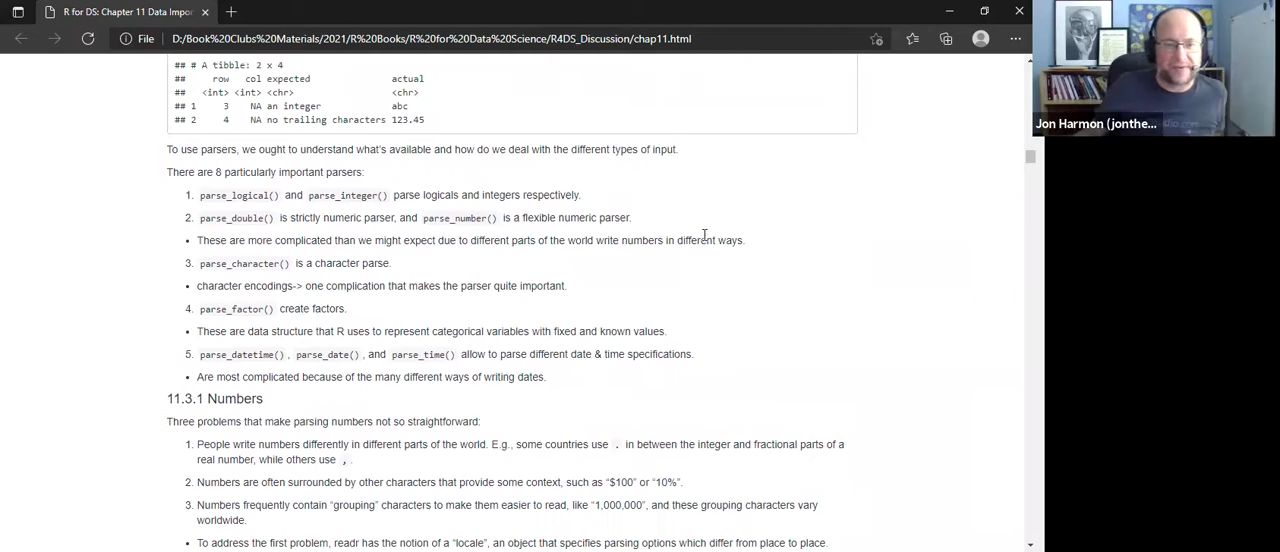 R for DS: Chapter 11 Data Impor
File
D:/Book%20Clubs%20Materials/2021/R%20Books/R%20for%20Data%20Science/R4DS_Discussion/chap11.html
## # A tibble: 2 x 4
## row col expected actual
## <int> <int> <chr> <chr>
## 1 3 NA an integer abc
## 2 4 NA no trailing characters 123.45
To use parsers, we ought to understand what's available and how do we deal with the different types of input.
There are 8 particularly important parsers:
1. parse_logical() and parse_integer() parse logicals and integers respectively.
2. parse_double() is strictly numeric parser, and parse_number() is a flexible numeric parser.
• These are more complicated than we might expect due to different parts of the world write numbers in different ways.
3. parse_character() is a character parse.
• character encodings-> one complication that makes the parser quite important.
4. parse_factor() create factors.
• These are data structure that R uses to represent categorical variables with fixed and known values.
5. parse_datetime(), parse_date(), and parse_time() allow to parse different date & time specifications.
• Are most complicated because of the many different ways of writing dates.
11.3.1 Numbers
Three problems that make parsing numbers not so straightforward:
1. People write numbers differently in different parts of the world. E.g., some countries use . in between the integer and fractional parts of a
real number, while others use ,.
2. Numbers are often surrounded by other characters that provide some context, such as "$100" or "10%".
3. Numbers frequently contain "grouping" characters to make them easier to read, like "1,000,000", and these grouping characters vary
worldwide.
• To address the first problem, readr has the notion of a "locale", an object that specifies parsing options which differ from place to place.
Jon Harmon (jonthe...